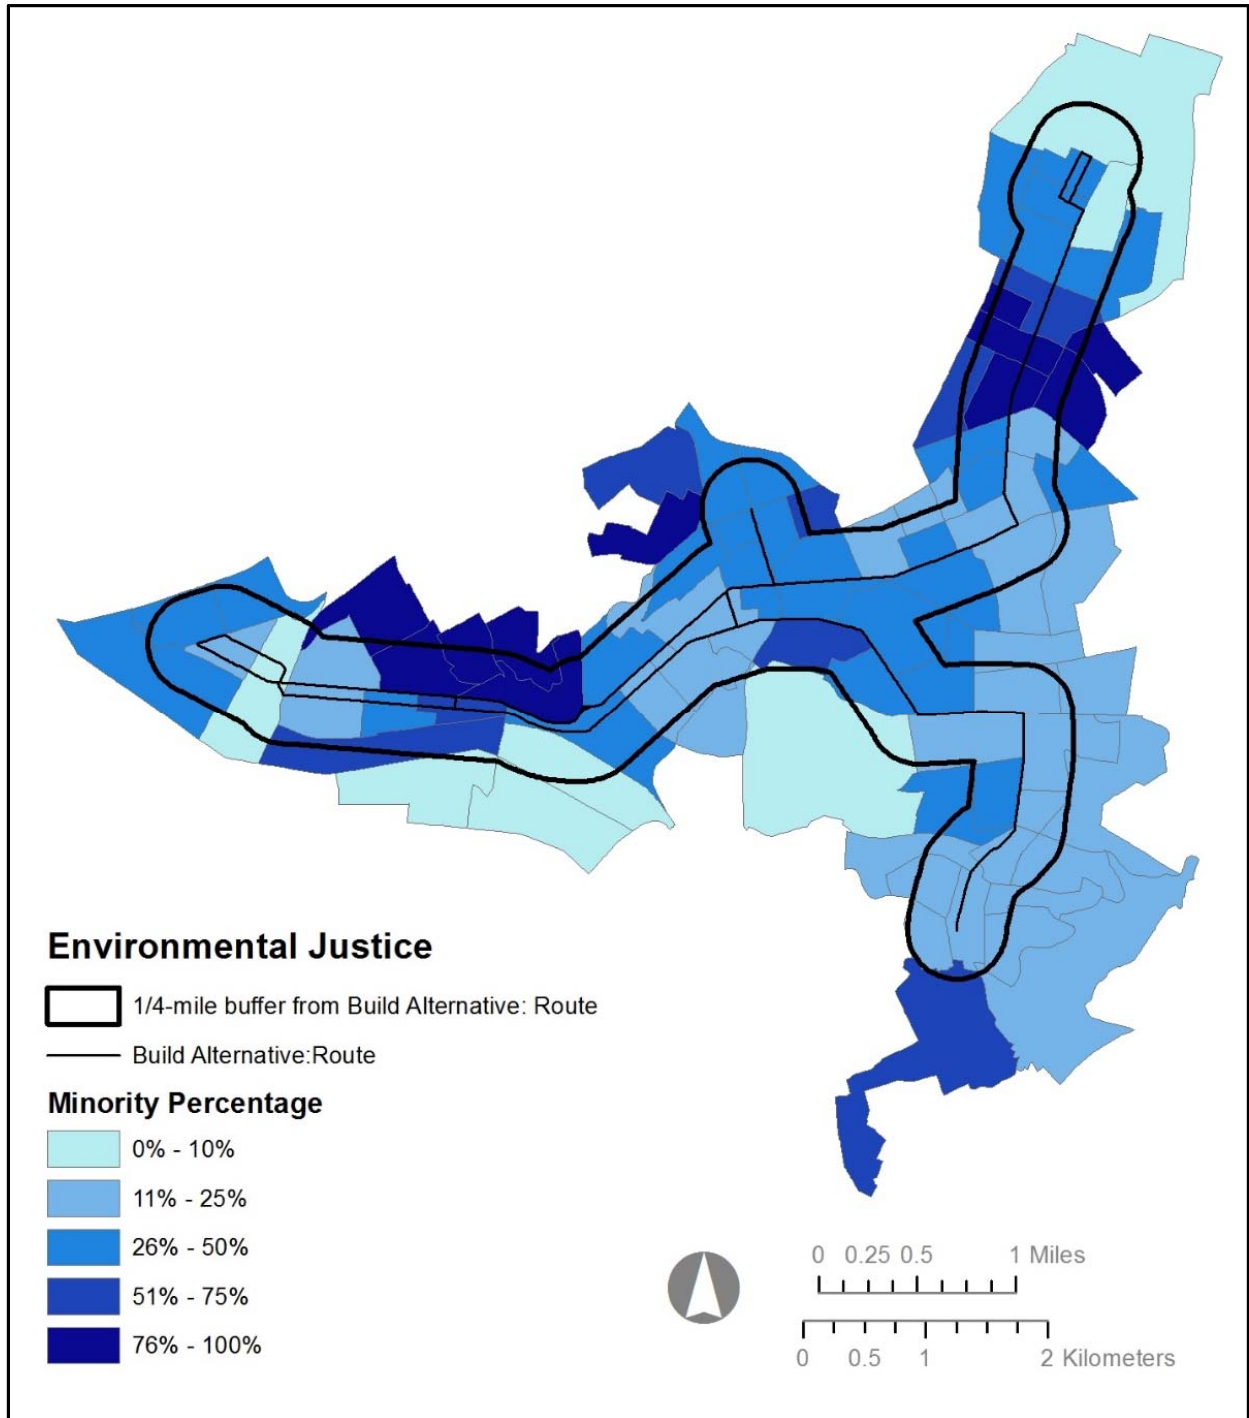 Environmental Justice
1/4-mile buffer from Build Alternative: Route
Build Alternative:Route
Minority Percentage
0% - 10%
11% - 25%
26% - 50%
51% - 75%
76% - 100%
0 0.25 0.5 1 Miles
0 0.5 1 2 Kilometers